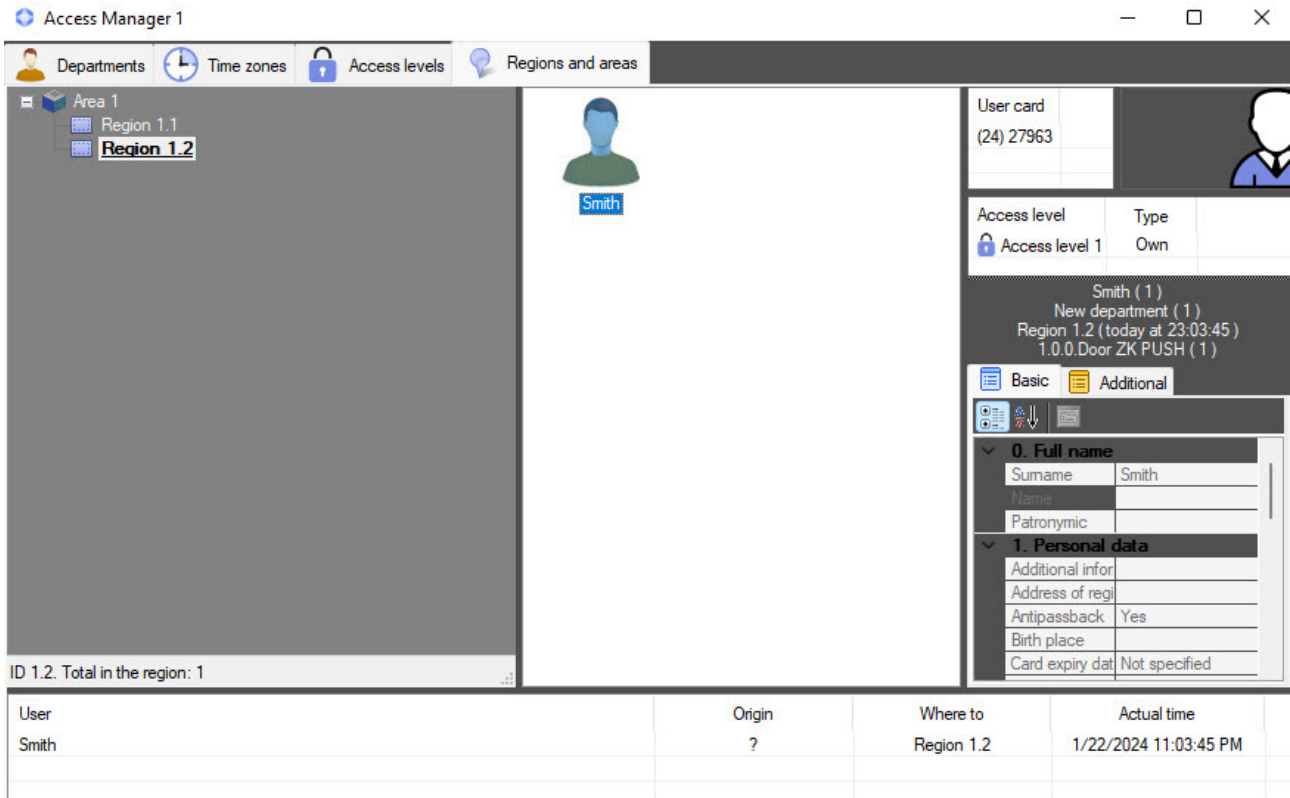 Access Manager 1
Departments Time zones Access levels Regions and areas
Area 1
Region 1.1
Region 1.2
ID 1.2. Total in the region: 1
Smith
User card
(24) 27963
Access level Type
Access level 1 Own
Smith ( 1 )
New department ( 1 )
Region 1.2 ( today at 23:03:45 )
1.0.0.Door ZK PUSH ( 1 )
Basic Additional
0. Full name
Surname Smith
Name
Patronymic
1. Personal data
Additional infor
Address of regi
Antipassback Yes
Birth place
Card expiry dat Not specified
User Origin Where to Actual time
Smith ? Region 1.2 1/22/2024 11:03:45 PM